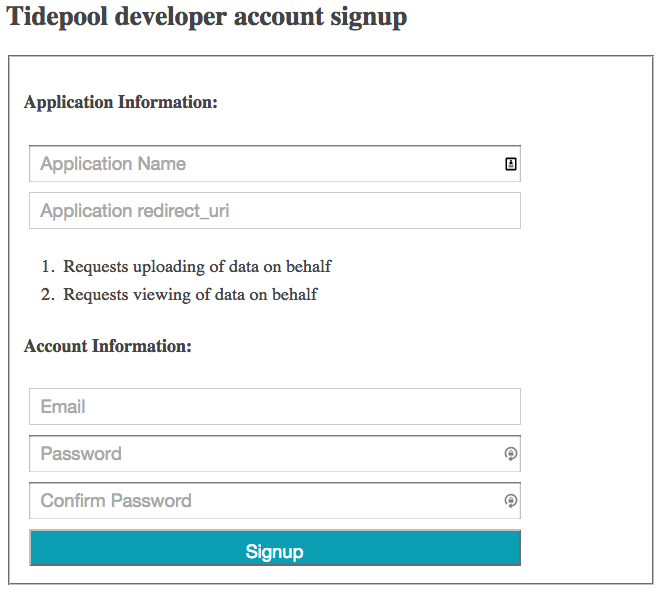 Tidepool developer account signup
Application Information:
Application Name
Application redirect_uri
1. Requests uploading of data on behalf
2. Requests viewing of data on behalf
Account Information:
Email
Password
Confirm Password
Signup